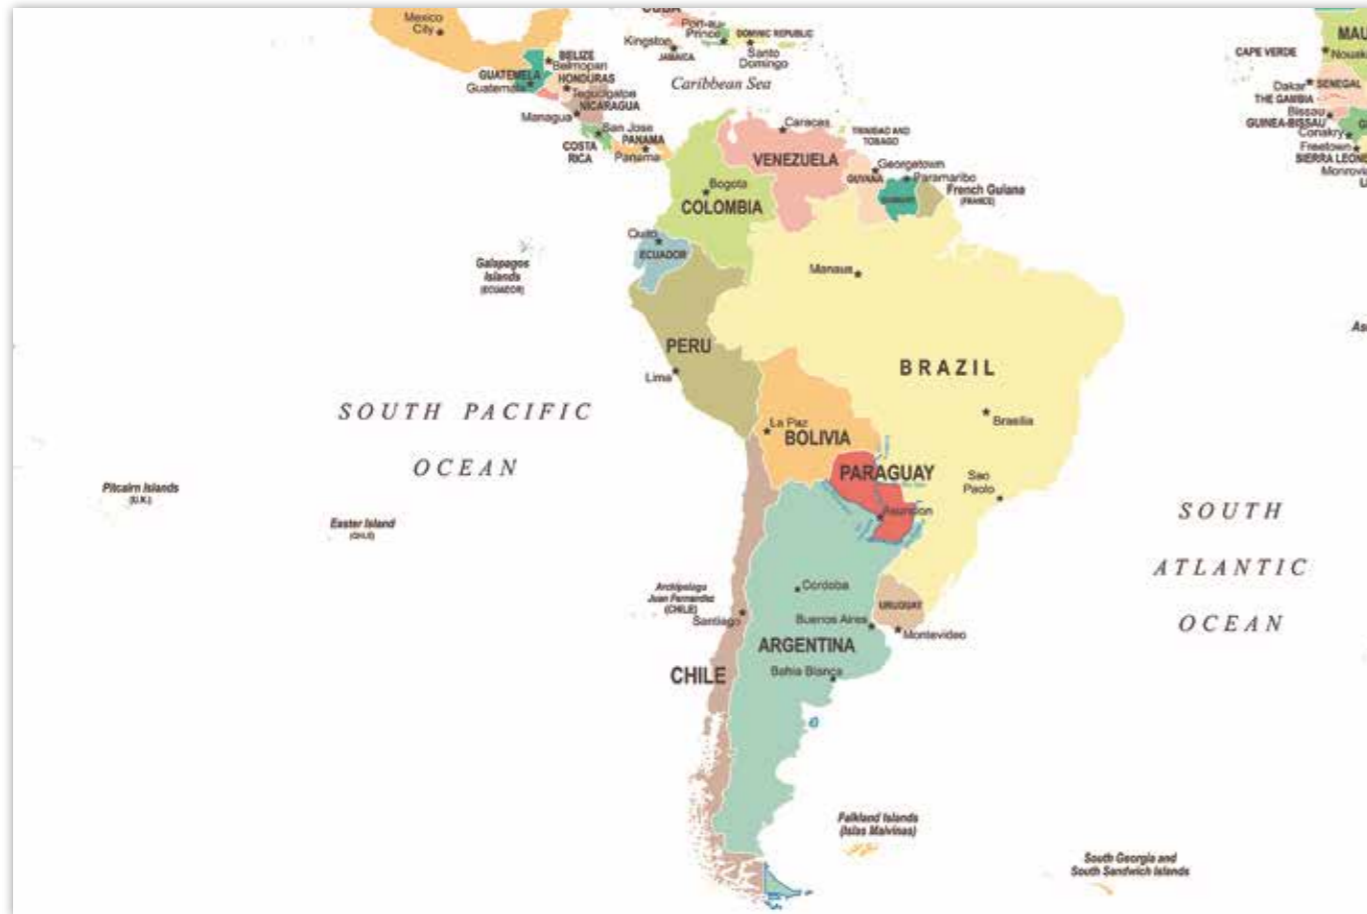 Mexico
City
CUBA
Port-au-
Prince
DOMINIC REPUBLIC
Kingston
JAMAICA
Santo
Domingo
Caribbean Sea
BELIZE
Belmopan
GUATEMELA
Guatemala
HONDURAS
Tegucigalpa
NICARAGUA
Managua
San Jose
COSTA
RICA
PANAMA
Panama
CAPE VERDE
MAU
Nouak
Dakar
SENEGAL
THE GAMBIA
Bissau
GUINEA-BISSAU
Conakry
Freetown
SIERRA LEONE
Monrovia
Caracas
TRINIDAD AND
TOBAGO
VENEZUELA
Georgetown
GUYANA
Paramaribo
French Guiana
(FRANCE)
Bogota
COLOMBIA
Quito
ECUADOR
Galapagos
Islands
(ECUADOR)
Manaus
PERU
Lima
BRAZIL
Brasilia
SOUTH PACIFIC
OCEAN
La Paz
BOLIVIA
PARAGUAY
Asuncion
Sao
Paolo
Pitcairn Islands
(U.K.)
Easter Island
(CHILE)
SOUTH
ATLANTIC
OCEAN
Archipelago
Juan Fernandez
(CHILE)
Santiago
Cordoba
Buenos Aires
URUGUAY
Montevideo
ARGENTINA
CHILE
Bahia Blanca
Falkland Islands
(Islas Malvinas)
South Georgia and
South Sandwich Islands